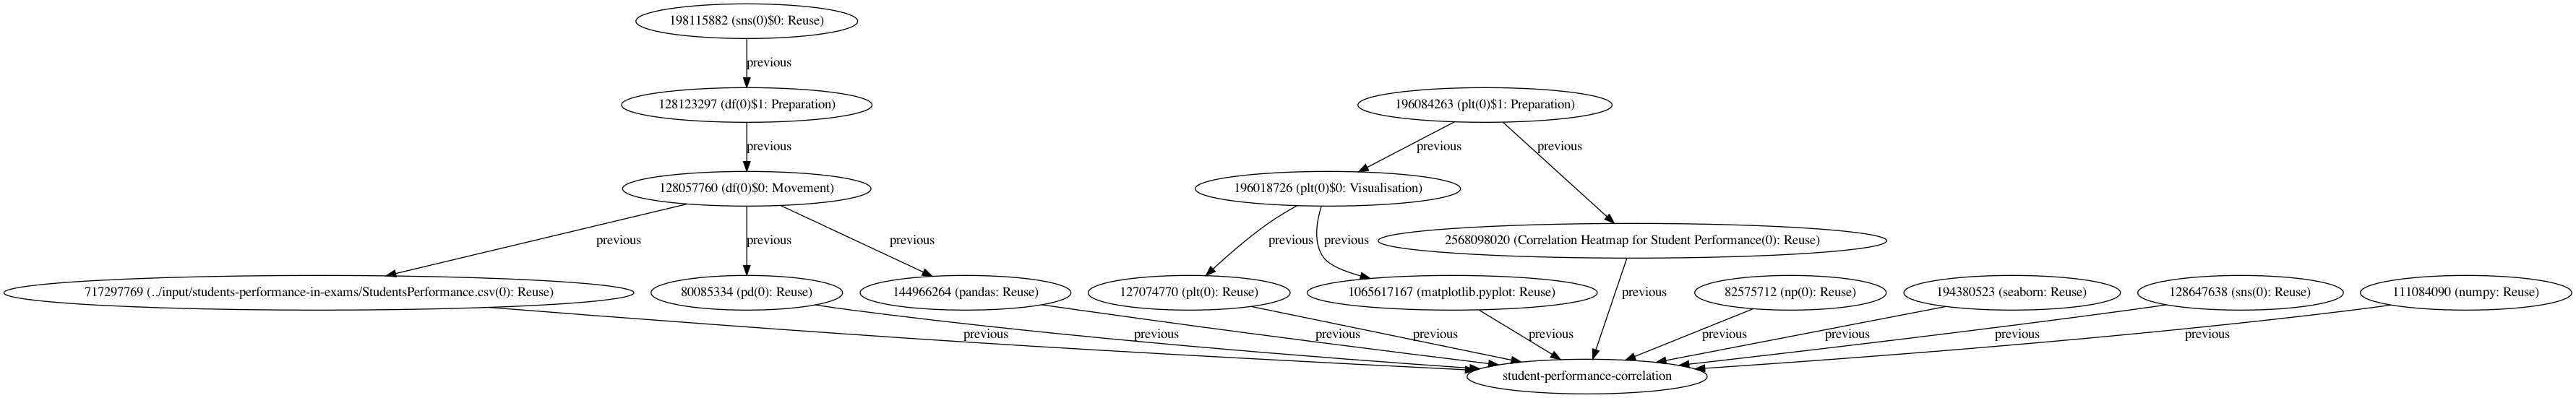 198115882 (sns(0)$0: Reuse)
previous
128123297 (df(0)$1: Preparation)
196084263 (plt(0)$1: Preparation)
previous
previous
previous
128057760 (df(0)$0: Movement)
196018726 (plt(0)$0: Visualisation)
previous
previous
previous
previous
previous
2568098020 (Correlation Heatmap for Student Performance(0): Reuse)
717297769 (../input/students-performance-in-exams/StudentsPerformance.csv(0): Reuse)
80085334 (pd(0): Reuse)
144966264 (pandas: Reuse)
127074770 (plt(0): Reuse)
1065617167 (matplotlib.pyplot: Reuse)
previous
82575712 (np(0): Reuse)
194380523 (seaborn: Reuse)
128647638 (sns(0): Reuse)
111084090 (numpy: Reuse)
previous
previous
previous
previous
previous
previous
previous
previous
previous
student-performance-correlation